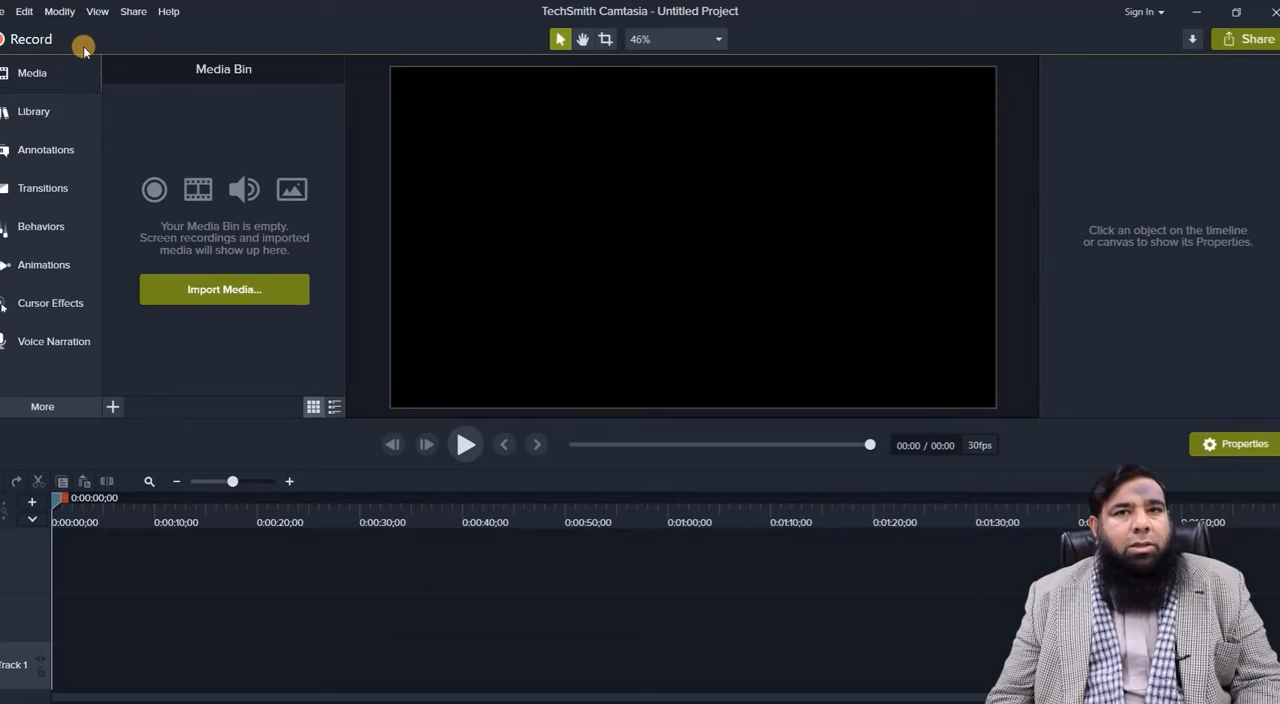 Edit Modify View Share Help
TechSmith Camtasia - Untitled Project
Sign In
Record
46%
Share
Media
Library
Annotations
Transitions
Behaviors
Animations
Cursor Effects
Voice Narration
More
Media Bin
Your Media Bin is empty.
Screen recordings and imported
media will show up here.
Import Media...
Click an object on the timeline
or canvas to show its Properties.
00:00 / 00:00 30fps
Properties
0:00:00;00
0:00:00;00 0:00:10;00 0:00:20;00 0:00:30;00 0:00:40;00 0:00:50;00 0:01:00;00 0:01:10;00 0:01:20;00 0:01:30;00
Track 1